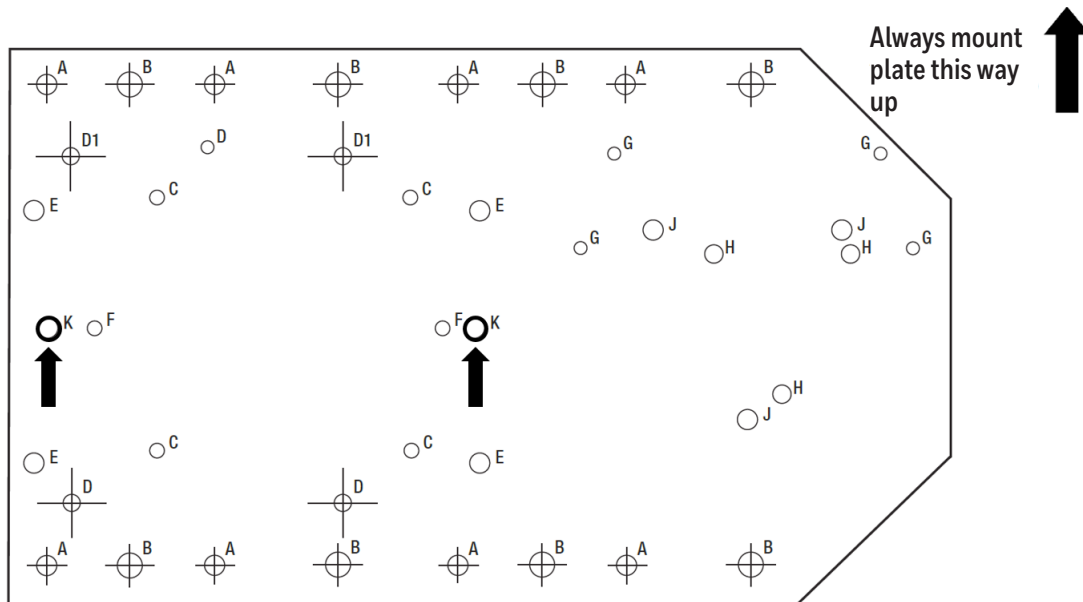 Always mount
plate this way
up
A B A B A B A B
D1 D D1 G G
C C
E E
J J
G H H G
K F F K
H
J
C C
E E
D D
A B A B A B A B